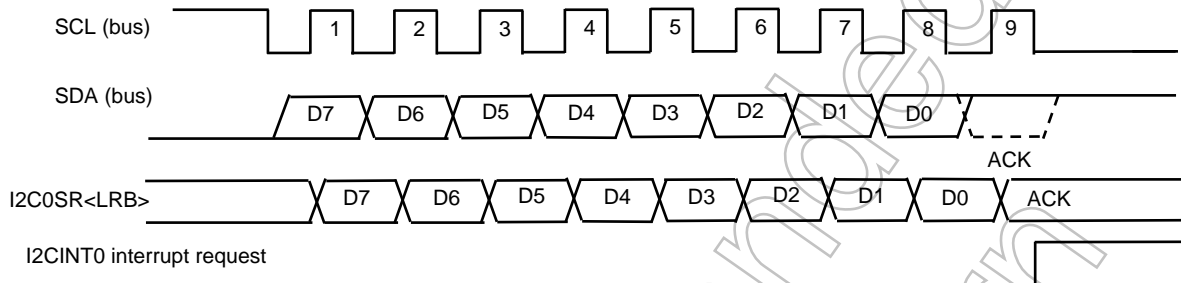 SCL (bus) 1 2 3 4 5 6 7 8 9
SDA (bus) D7 D6 D5 D4 D3 D2 D1 D0
ACK
I2C0SR<LRB> D7 D6 D5 D4 D3 D2 D1 D0 ACK
I2CINT0 interrupt request